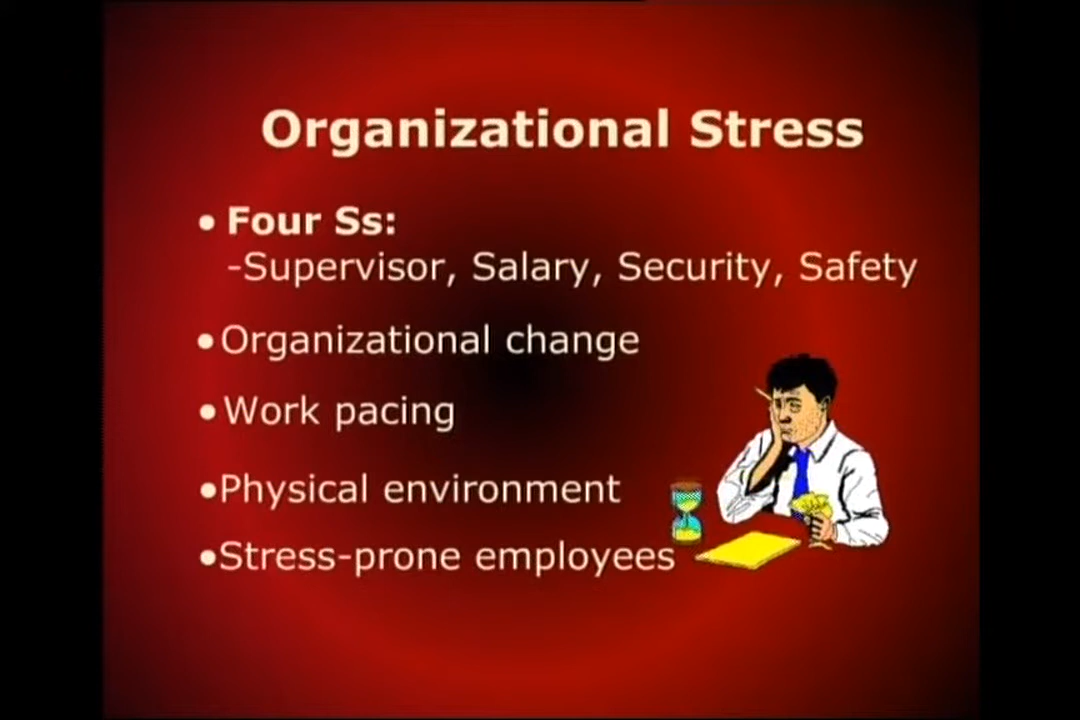 Organizational Stress
• Four Ss:
-Supervisor, Salary, Security, Safety
• Organizational change
• Work pacing
•Physical environment
•Stress-prone employees